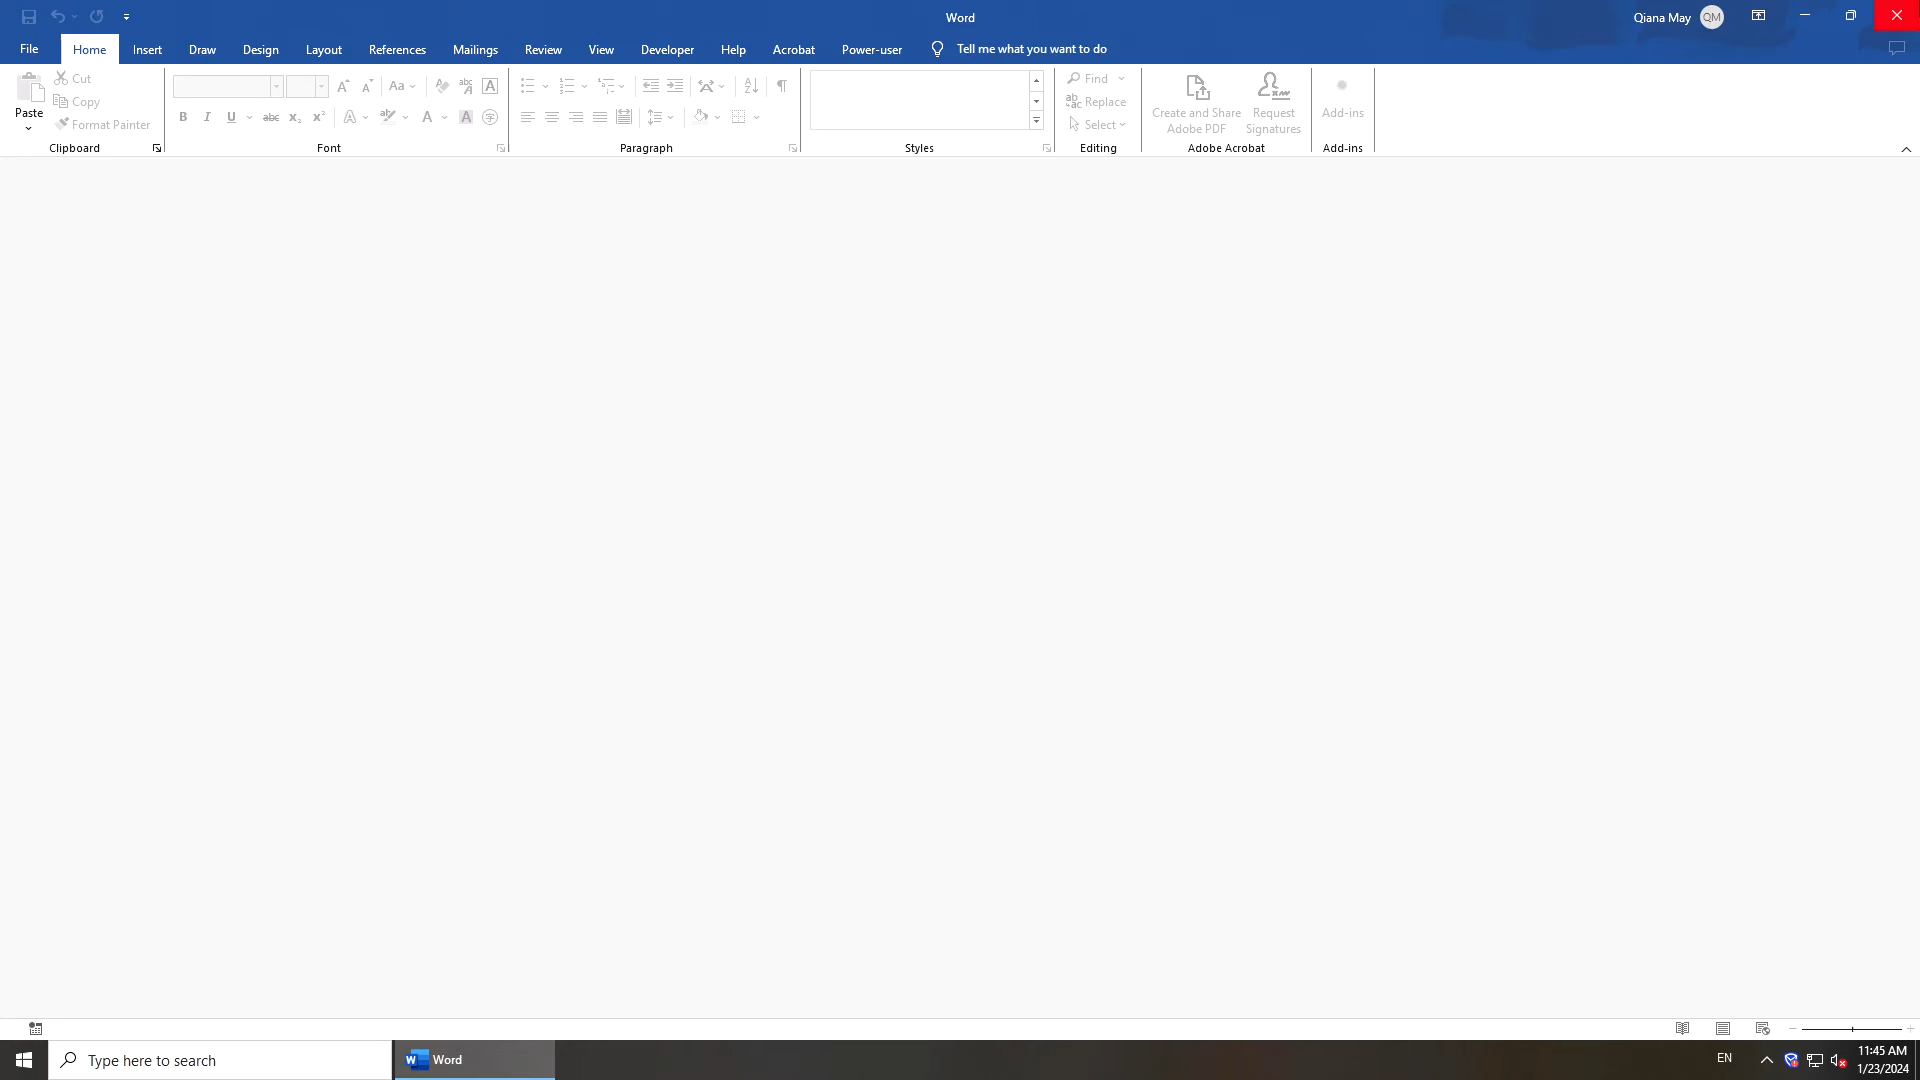 Word
Qiana May QM
File Home Insert Draw Design Layout References Mailings Review View Developer Help Acrobat Power-user Tell me what you want to do
Paste
Cut
Copy
Format Painter
Clipboard
Font
Paragraph
Styles
Find
Replace
Select
Editing
Create and Share
Adobe PDF
Request
Signatures
Adobe Acrobat
Add-ins
Add-ins
Type here to search
Word
EN
11:45 AM
1/23/2024